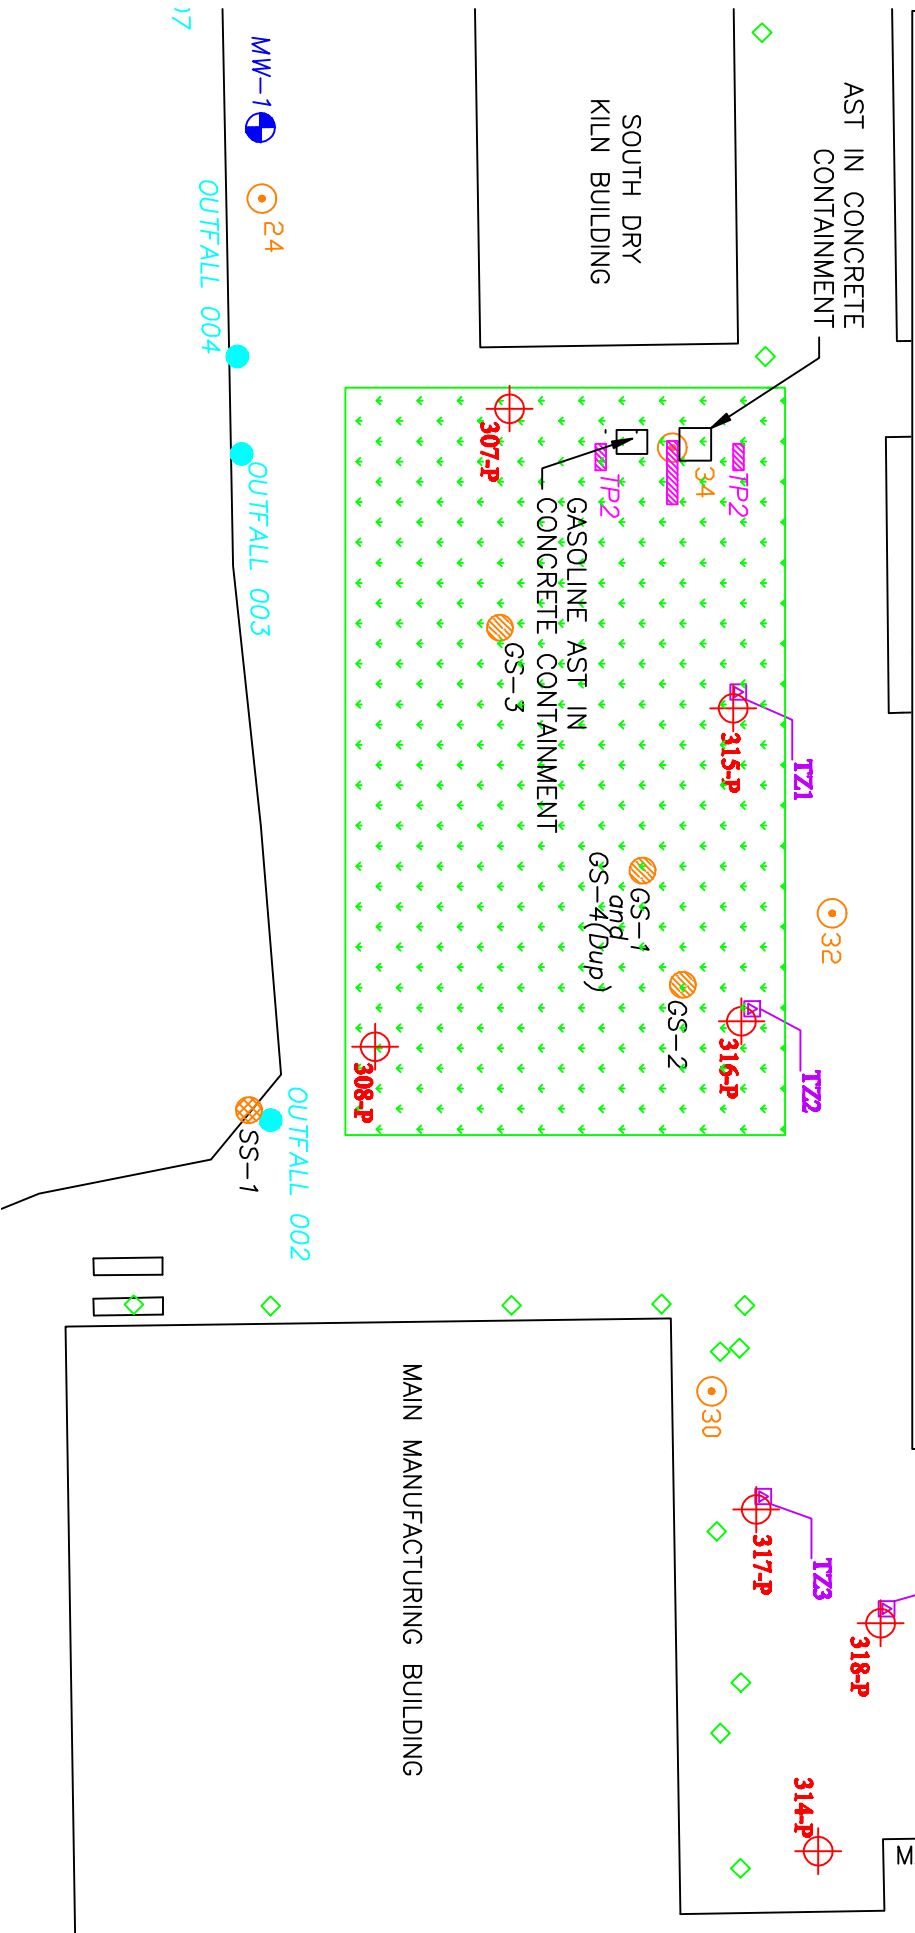 AST IN CONCRETE
CONTAINMENT
SOUTH DRY
KILN BUILDING
MW-1
24
OUTFALL 004
OUTFALL 003
307-P
TP2
34
TP2
GASOLINE AST IN
CONCRETE CONTAINMENT
GS-3
315-P
TZ1
GS-1
and
GS-4(Dup)
32
GS-2
316-P
TZ2
308-P
OUTFALL 002
SS-1
MAIN MANUFACTURING BUILDING
30
317-P
TZ3
318-P
314-P
M